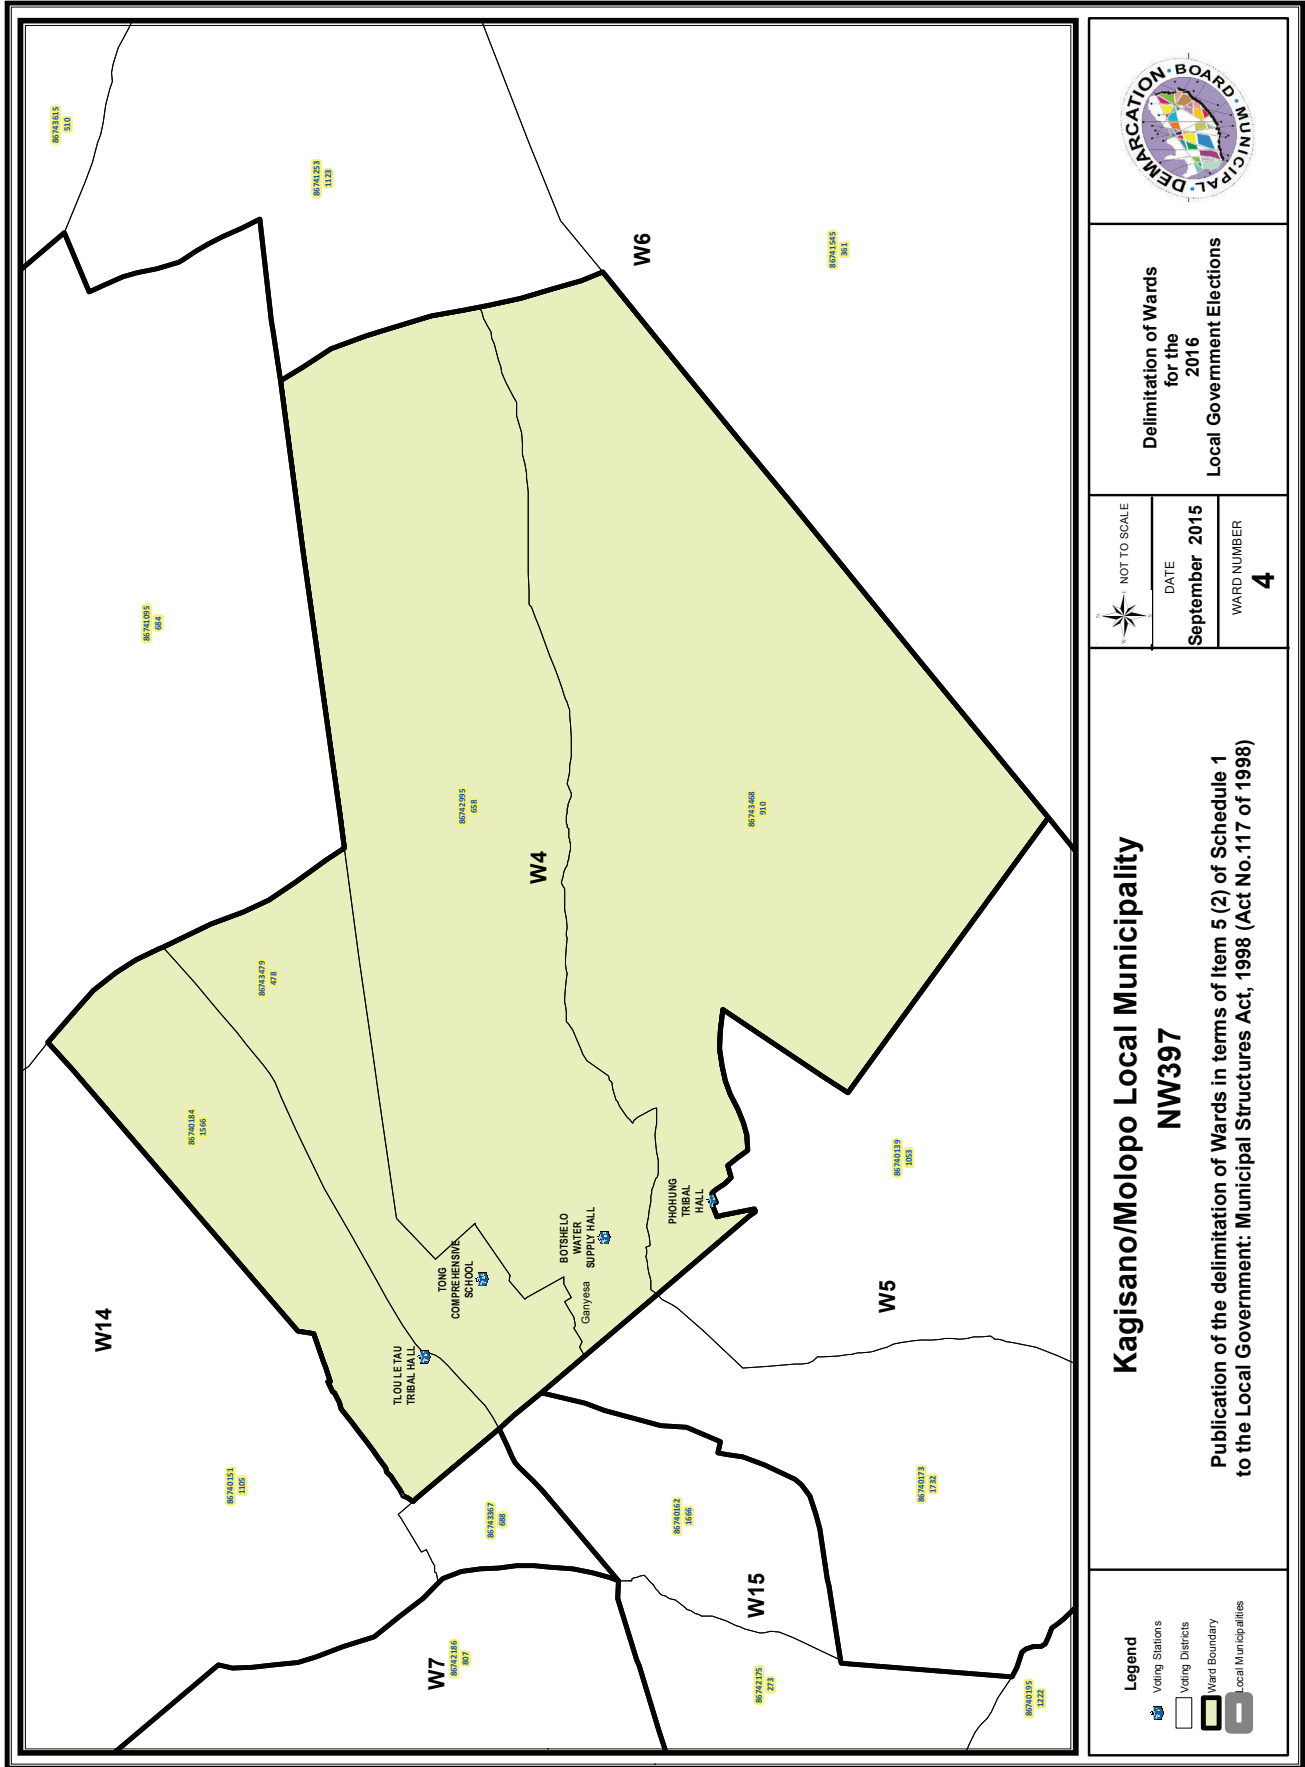 86743615
510
86741253
1123
W6
86741545
361
86741095
684
86742995
658
W4
86743468
910
86743479
478
86740184
1566
W14
TLOU LE TAU
TRIBAL HALL
TONG
COMPREHENSIVE
SCHOOL
BOTSHELO
WATER
SUPPLY HALL
Ganyesa
PHOHUNG
TRIBAL
HALL
86740139
1053
W5
86740151
1105
86743367
688
86740162
1666
86740173
1732
W15
W7
86742186
807
86742175
273
86740195
1222
Legend
Voting Stations
Voting Districts
Ward Boundary
Local Municipalities
Kagisano/Molopo Local Municipality
NW397
Publication of the delimitation of Wards in terms of Item 5 (2) of Schedule 1
to the Local Government: Municipal Structures Act, 1998 (Act No.117 of 1998)
N
W
E
S
NOT TO SCALE
DATE
September 2015
WARD NUMBER
4
Delimitation of Wards
for the
2016
Local Government Elections
MUNICIPAL DEMARCATION BOARD